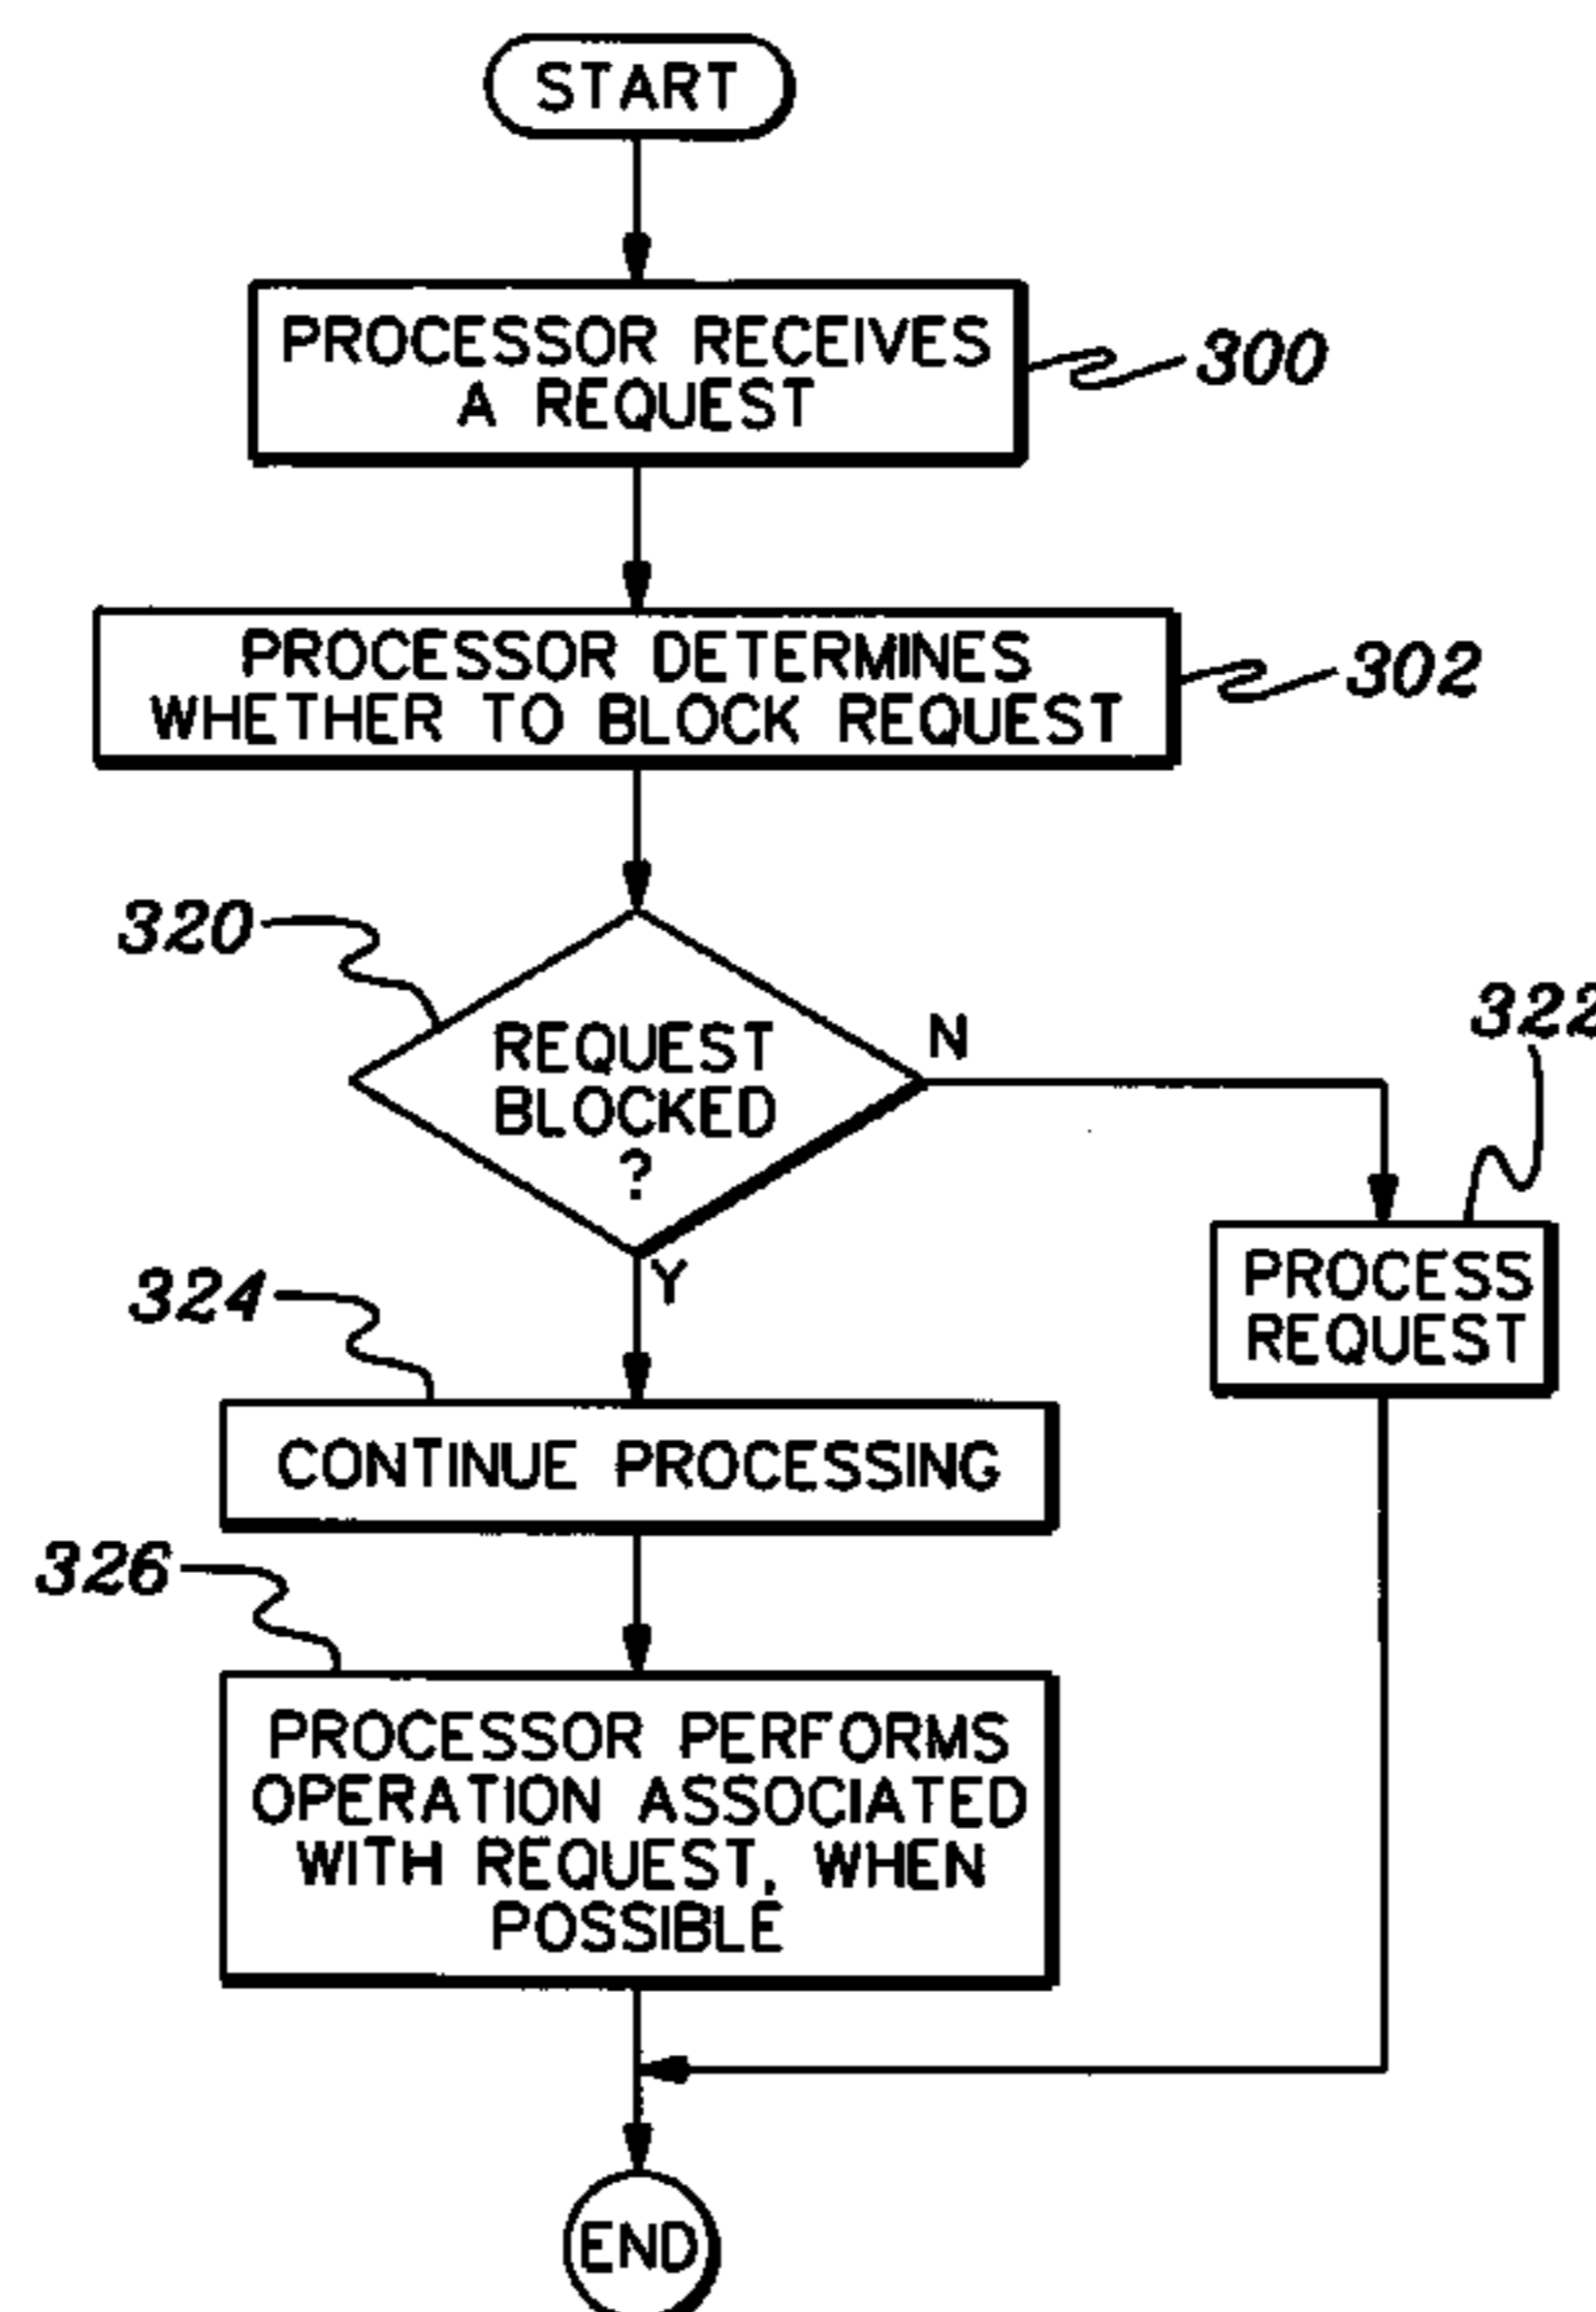 START
PROCESSOR RECEIVES
A REQUEST
300
PROCESSOR DETERMINES
WHETHER TO BLOCK REQUEST
302
320
REQUEST
BLOCKED
?
N
322
Y
PROCESS
REQUEST
324
CONTINUE PROCESSING
326
PROCESSOR PERFORMS
OPERATION ASSOCIATED
WITH REQUEST, WHEN
POSSIBLE
END